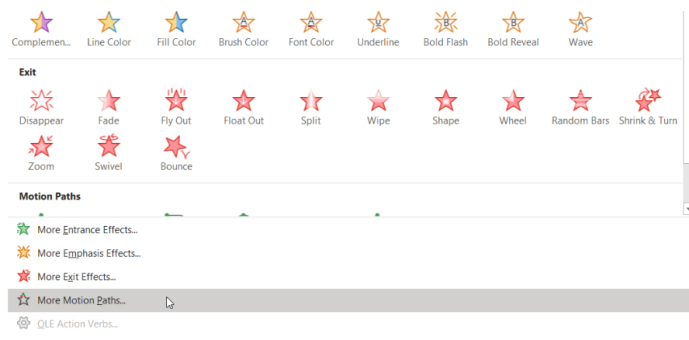 Complemen... Line Color Fill Color Brush Color Font Color Underline Bold Flash Bold Reveal Wave
Exit
Disappear Fade Fly Out Float Out Split Wipe Shape Wheel Random Bars Shrink & Turn
Zoom Swivel Bounce
Motion Paths
More Entrance Effects...
More Emphasis Effects...
More Exit Effects...
More Motion Paths...
OLE Action Verbs...